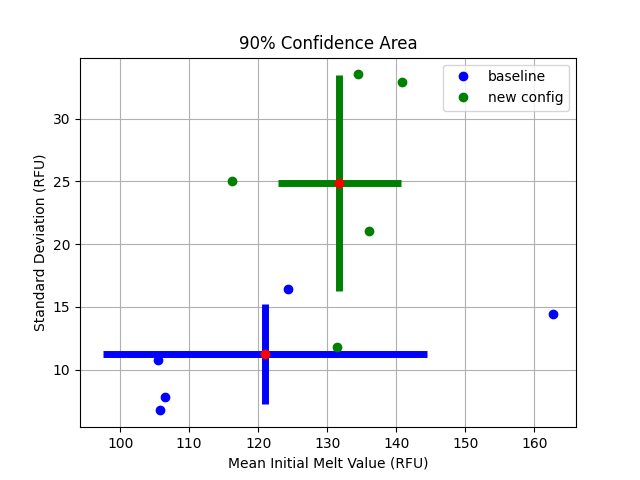 90% Confidence Area
baseline
new config
30
25
20
15
10
Standard Deviation (RFU)
100 110 120 130 140 150 160
Mean Initial Melt Value (RFU)